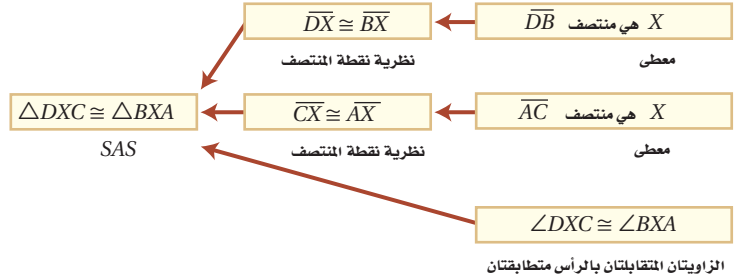 X هي منتصف DB
معطى
DX ≅ BX
نظرية نقطة المنتصف
X هي منتصف AC
معطى
CX ≅ AX
نظرية نقطة المنتصف
△DXC ≅ △BXA
SAS
∠DXC ≅ ∠BXA
الزاويتان المتقابلتان بالرأس متطابقتان